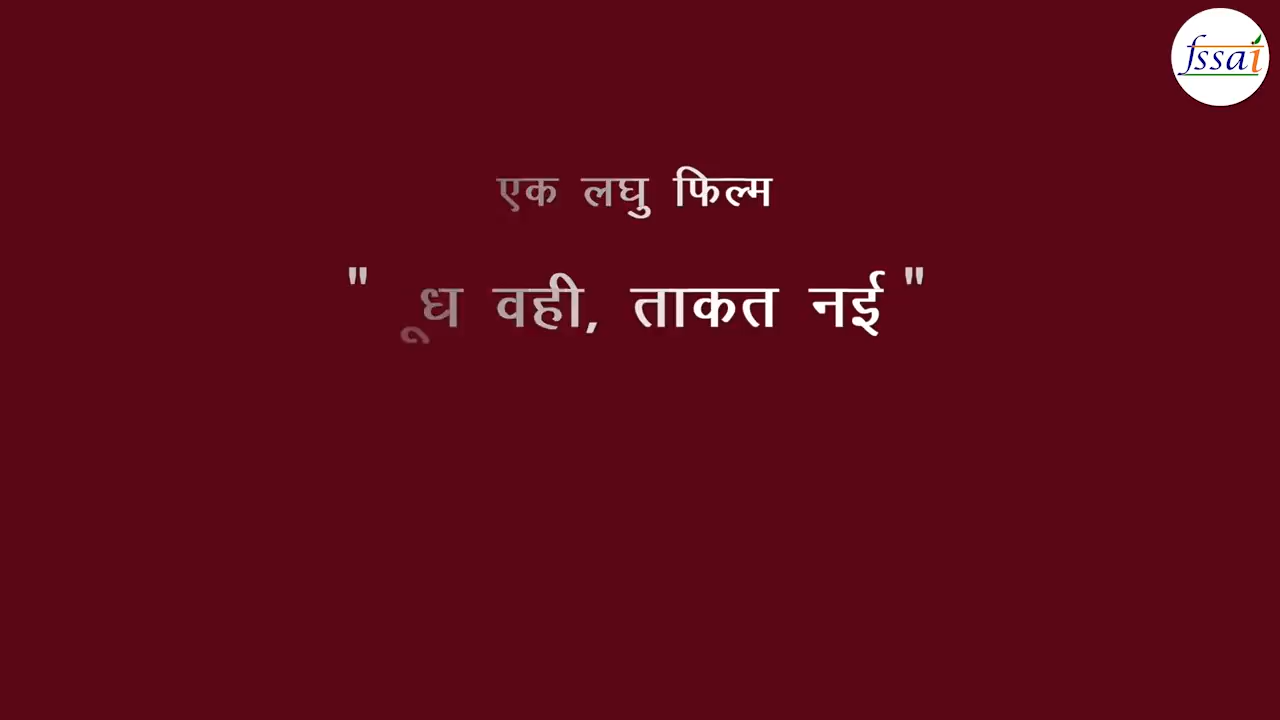 fssai
एक लघु फिल्म
" ूध वही, ताकत नई "